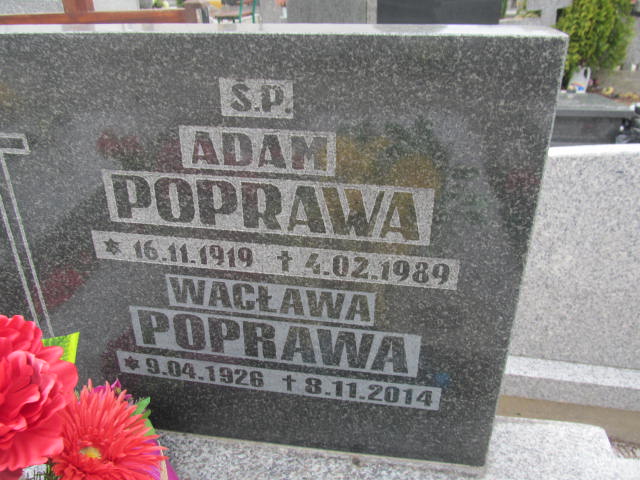 Ś.P.
ADAM
POPRAWA
* 16.11.1919 † 4.02.1989
WACŁAWA
POPRAWA
* 9.04.1926 † 8.11.2014